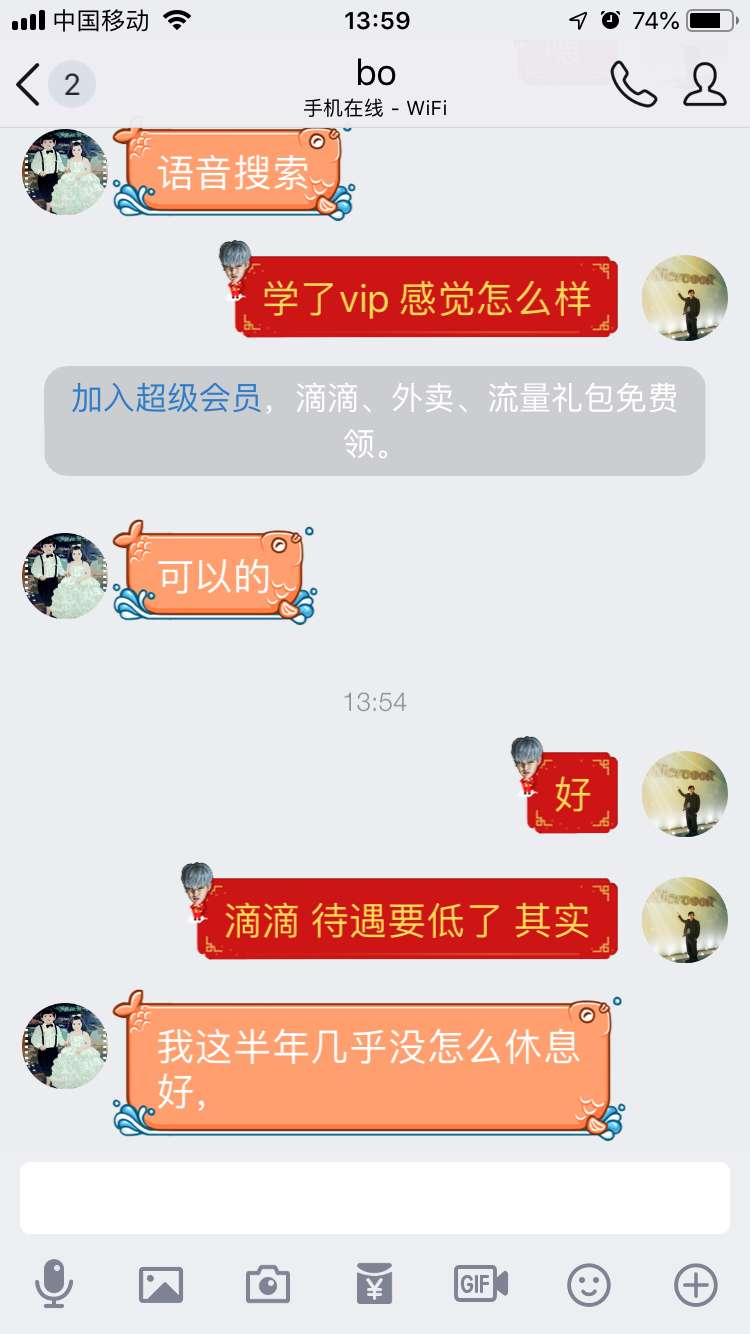 中国移动
13:59
74%
2
bo
手机在线 - WiFi
语音搜索
学了vip 感觉怎么样
加入超级会员，滴滴、外卖、流量礼包免费
领。
可以的
13:54
好
滴滴 待遇要低了 其实
我这半年几乎没怎么休息
好，
GIF